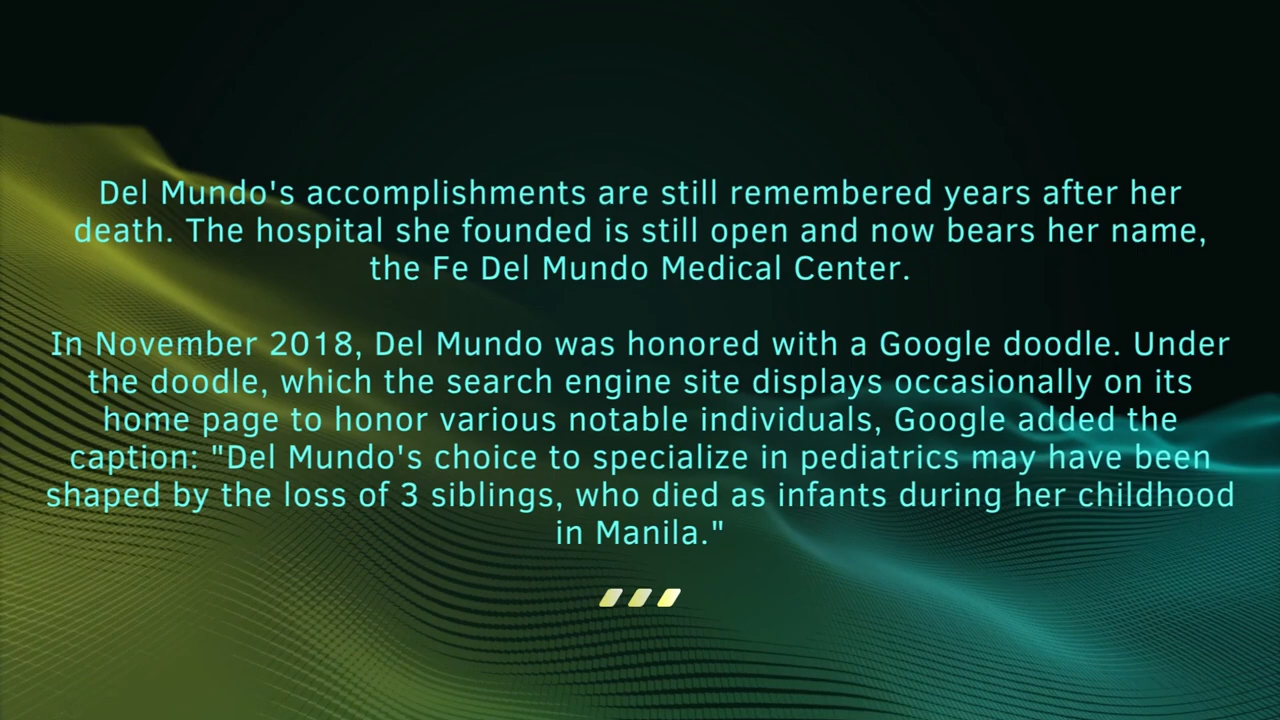 Del Mundo's accomplishments are still remembered years after her
death. The hospital she founded is still open and now bears her name,
the Fe Del Mundo Medical Center.
In November 2018, Del Mundo was honored with a Google doodle. Under
the doodle, which the search engine site displays occasionally on its
home page to honor various notable individuals, Google added the
caption: "Del Mundo's choice to specialize in pediatrics may have been
shaped by the loss of 3 siblings, who died as infants during her childhood
in Manila."